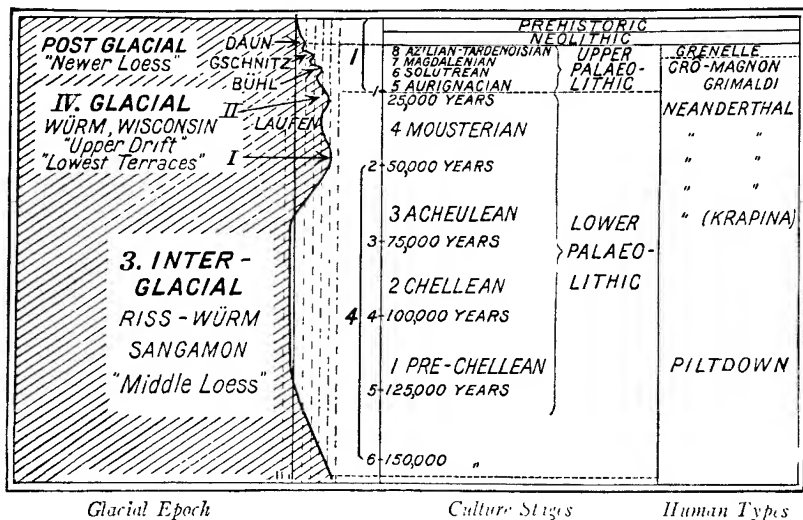 PREHISTORIC
NEOLITHIC
POST GLACIAL
"Newer Loess"
DAUN
GSCHNITZ
BÜHL
IV. GLACIAL
WÜRM, WISCONSIN
"Upper Drift"
"Lowest Terraces"
II
LAUFEN
I
3. INTER-
GLACIAL
RISS-WÜRM
SANGAMON
"Middle Loess"
1
8 AZILIAN-TARDENOISIAN
7 MAGDALENIAN
6 SOLUTREAN
5 AURIGNACIAN
1 25,000 YEARS
4 MOUSTERIAN
2 50,000 YEARS
3 ACHEULEAN
3 75,000 YEARS
2 CHELLEAN
4
4 100,000 YEARS
1 PRE-CHELLEAN
5 125,000 YEARS
6 150,000 "
UPPER
PALAEO-
LITHIC
LOWER
PALAEO-
LITHIC
GRENELLE
CRÔ-MAGNON
GRIMALDI
NEANDERTHAL
" "
" "
" "
" (KRAPINA)
PILTDOWN
Glacial Epoch
Culture Stages
Human Types